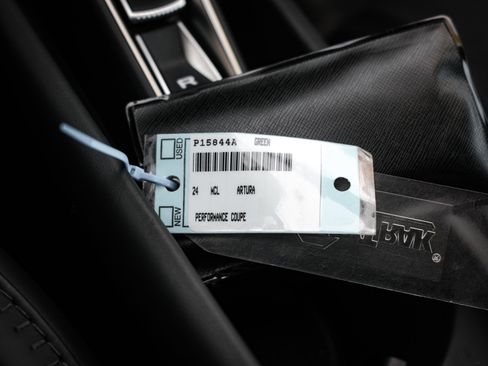 R
USED
P15844A GREEN
24 MCL ARTURA
NEW
PERFORMANCE COUPE